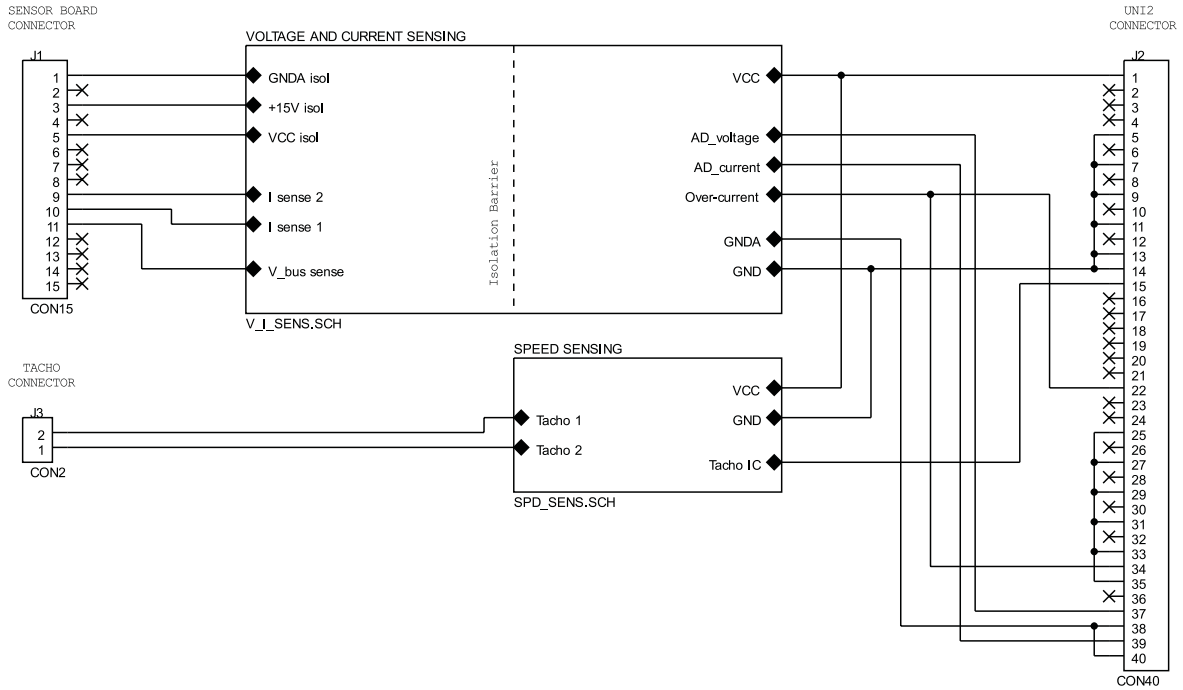 SENSOR BOARD
CONNECTOR
J1
1
2
3
4
5
6
7
8
9
10
11
12
13
14
15
CON15
VOLTAGE AND CURRENT SENSING
GNDA isol
+15V isol
VCC isol
I sense 2
I sense 1
V_bus sense
Isolation Barrier
VCC
AD_voltage
AD_current
Over-current
GNDA
GND
V_I_SENS.SCH
TACHO
CONNECTOR
J3
2
1
CON2
SPEED SENSING
Tacho 1
Tacho 2
VCC
GND
Tacho IC
SPD_SENS.SCH
UNI2
CONNECTOR
J2
1
2
3
4
5
6
7
8
9
10
11
12
13
14
15
16
17
18
19
20
21
22
23
24
25
26
27
28
29
30
31
32
33
34
35
36
37
38
39
40
CON40